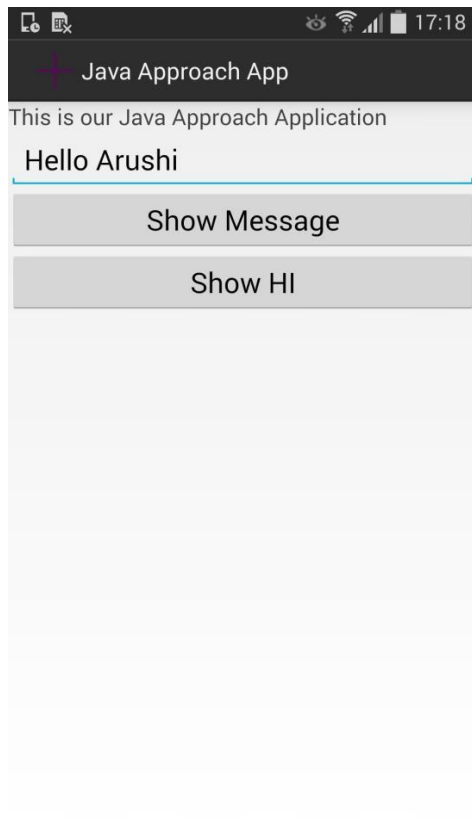 17:18
Java Approach App
This is our Java Approach Application
Hello Arushi
Show Message
Show HI